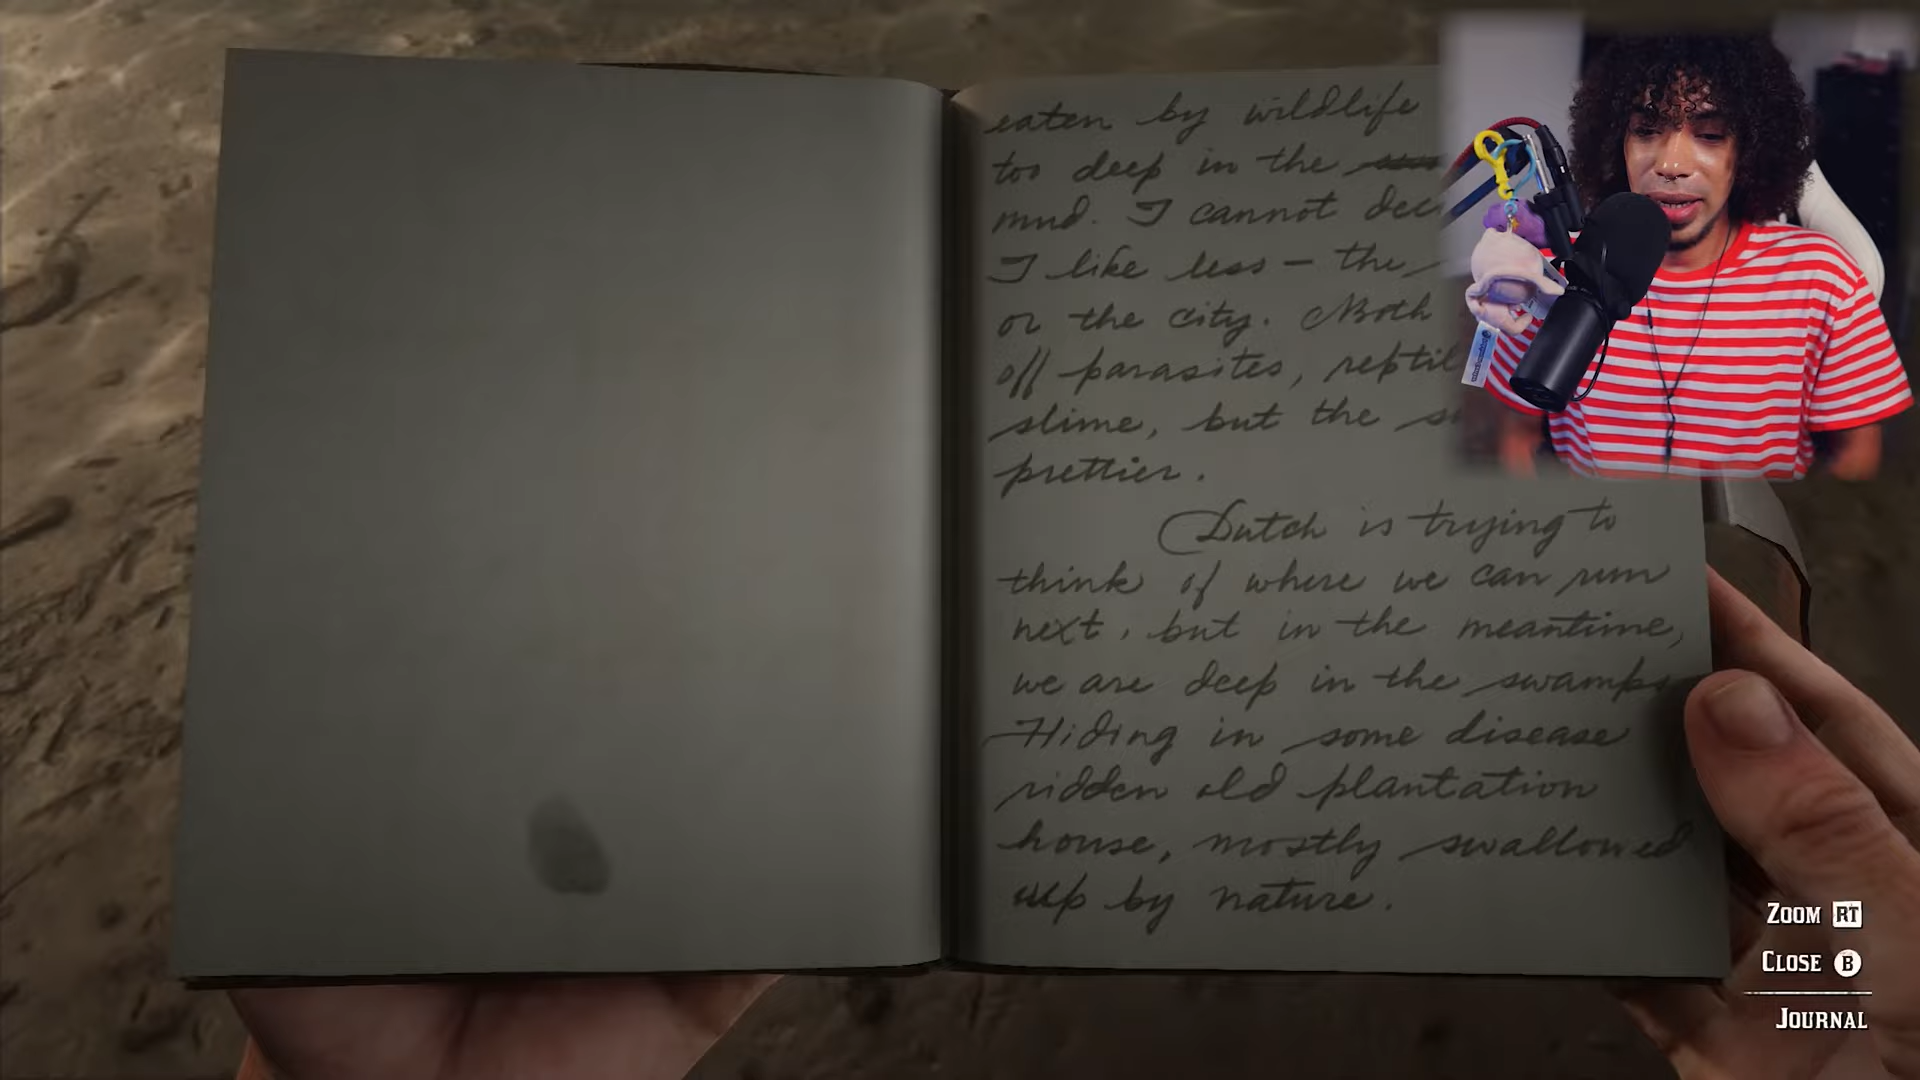 eaten by wildlife
too deep in the
mud. I cannot
I like less - the
or the city. Both
off parasites,
slime, but the
prettier.
Dutch is trying to
think of where we can run
next, but in the meantime,
we are deep in the swamps
Hiding in some disease
ridden old plantation
house, mostly swallowed
up by nature.
ZOOM RT
CLOSE B
JOURNAL